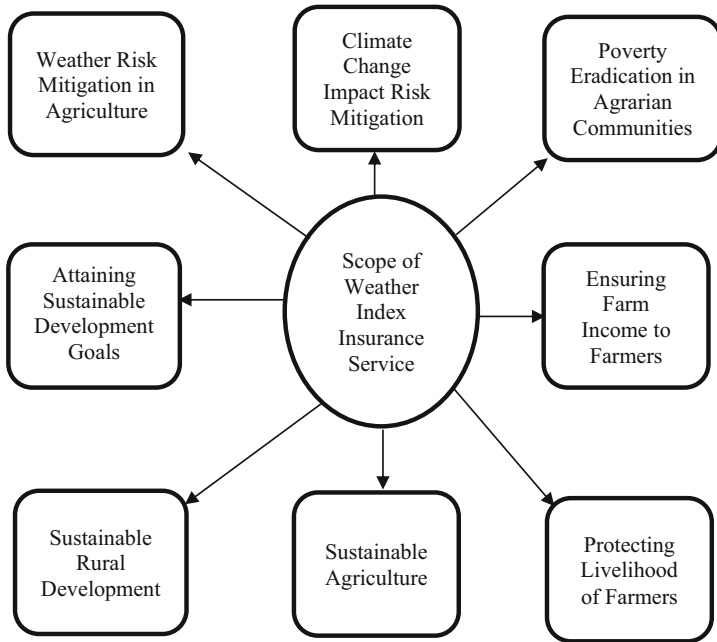 Weather Risk
Mitigation in
Agriculture
Climate
Change
Impact Risk
Mitigation
Poverty
Eradication in
Agrarian
Communities
Attaining
Sustainable
Development
Goals
Scope of
Weather
Index
Insurance
Service
Ensuring
Farm
Income to
Farmers
Sustainable
Rural
Development
Sustainable
Agriculture
Protecting
Livelihood
of Farmers